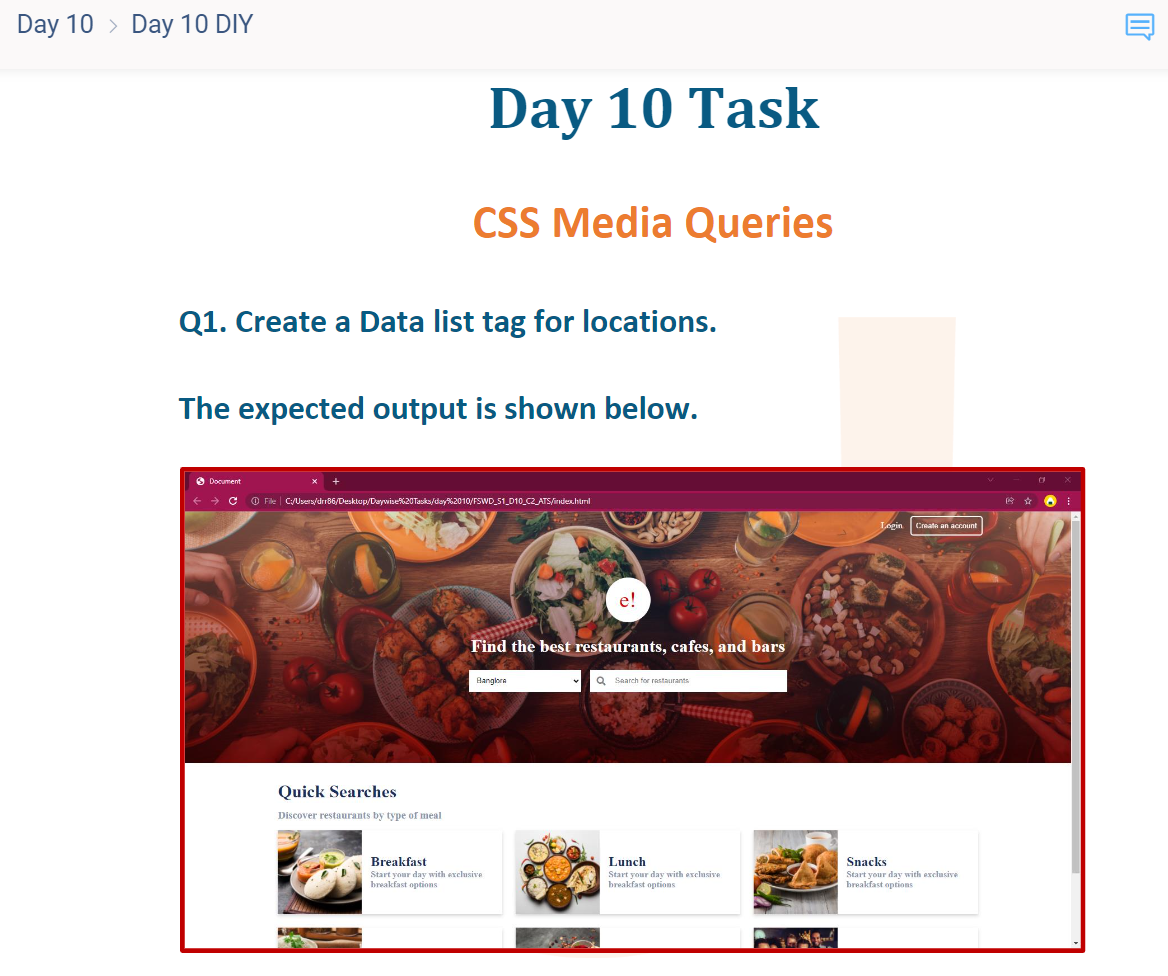 Day 10 > Day 10 DIY
Day 10 Task
CSS Media Queries
Q1. Create a Data list tag for locations.
The expected output is shown below.
Document
File C:/Users/drr86/Desktop/Daywise%20Tasks/day%2010/FSWD_S1_D10_C2_ATS/index.html
Login Create an account
e!
Find the best restaurants, cafes, and bars
Banglore Search for restaurants
Quick Searches
Discover restaurants by type of meal
Breakfast
Start your day with exclusive
breakfast options
Lunch
Start your day with exclusive
breakfast options
Snacks
Start your day with exclusive
breakfast options